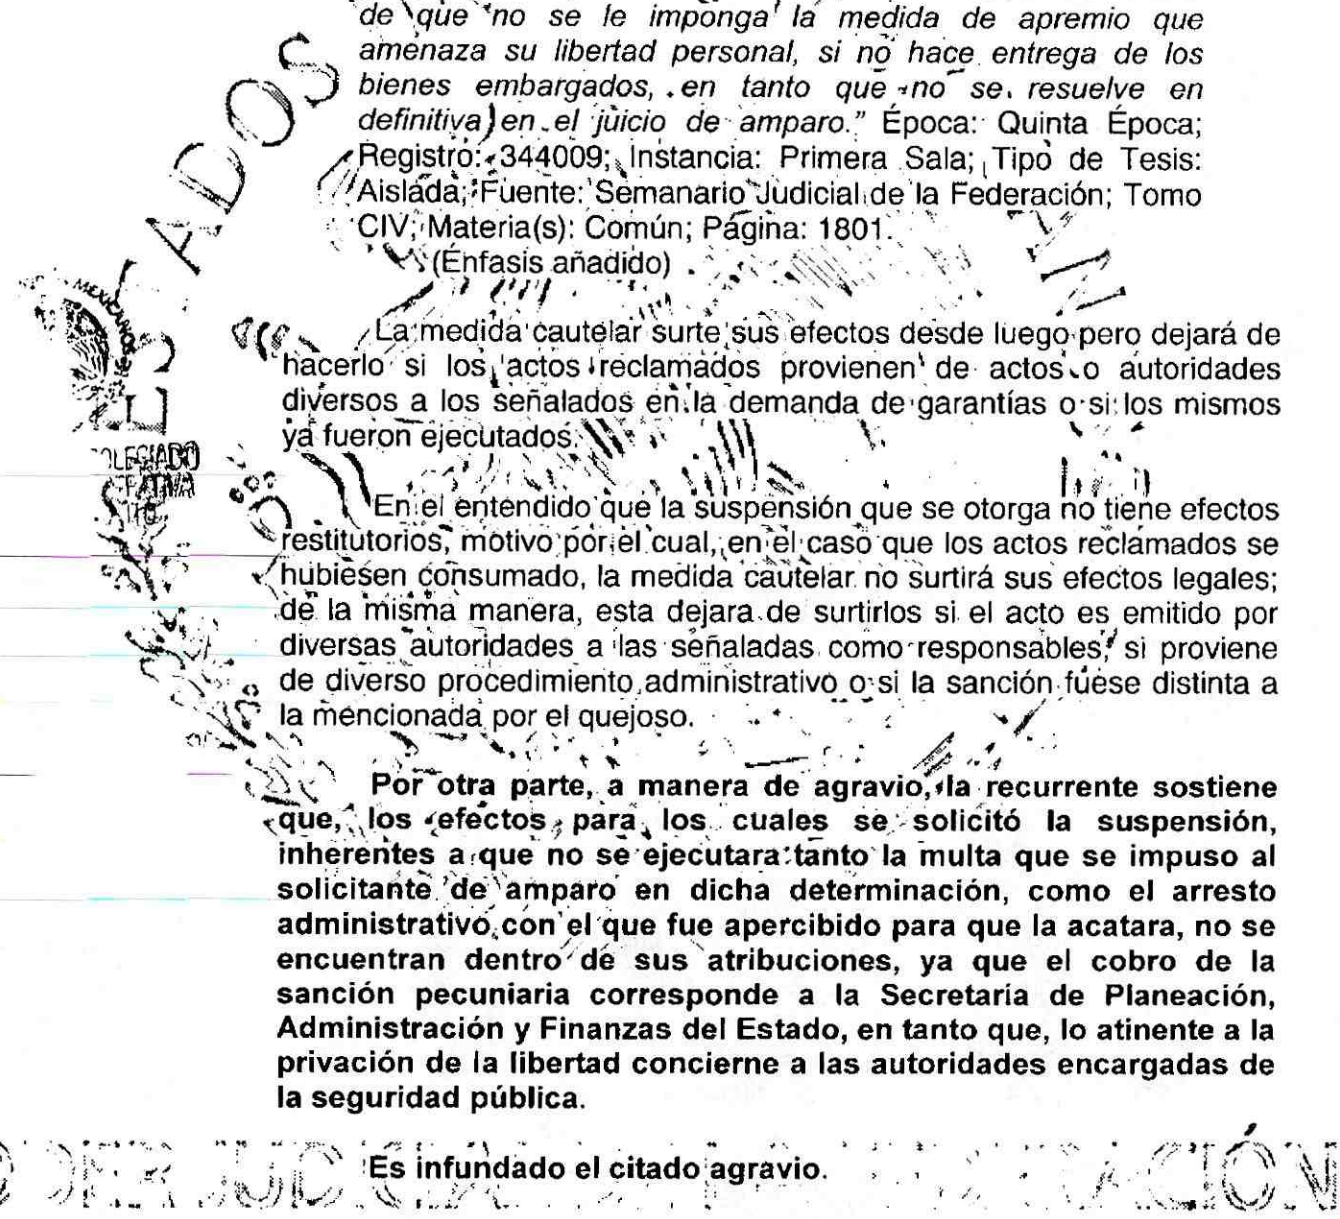 de que no se le imponga la medida de apremio que
amenaza su libertad personal, si no hace entrega de los
bienes embargados, en tanto que no se resuelve en
definitiva en el juicio de amparo.” Época: Quinta Época;
Registro: 344009; Instancia: Primera Sala; Tipo de Tesis:
Aislada; Fuente: Semanario Judicial de la Federación; Tomo
CIV; Materia(s): Común; Página: 1801.
(Énfasis añadido)
La medida cautelar surte sus efectos desde luego pero dejará de
hacerlo si los actos reclamados provienen de actos o autoridades
diversos a los señalados en la demanda de garantías o si los mismos
ya fueron ejecutados.
En el entendido que la suspensión que se otorga no tiene efectos
restitutorios, motivo por el cual, en el caso que los actos reclamados se
hubiesen consumado, la medida cautelar no surtirá sus efectos legales;
de la misma manera, esta dejara de surtirlos si el acto es emitido por
diversas autoridades a las señaladas como responsables, si proviene
de diverso procedimiento administrativo o si la sanción fuese distinta a
la mencionada por el quejoso.
Por otra parte, a manera de agravio, la recurrente sostiene
que, los efectos para los cuales se solicitó la suspensión,
inherentes a que no se ejecutara tanto la multa que se impuso al
solicitante de amparo en dicha determinación, como el arresto
administrativo con el que fue apercibido para que la acatara, no se
encuentran dentro de sus atribuciones, ya que el cobro de la
sanción pecuniaria corresponde a la Secretaría de Planeación,
Administración y Finanzas del Estado, en tanto que, lo atinente a la
privación de la libertad concierne a las autoridades encargadas de
la seguridad pública.
Es infundado el citado agravio.